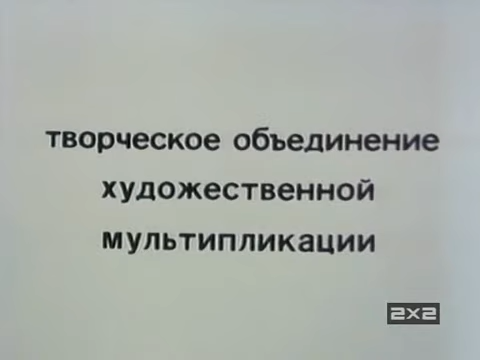 творческое объединение
художественной
мультипликации
2x2